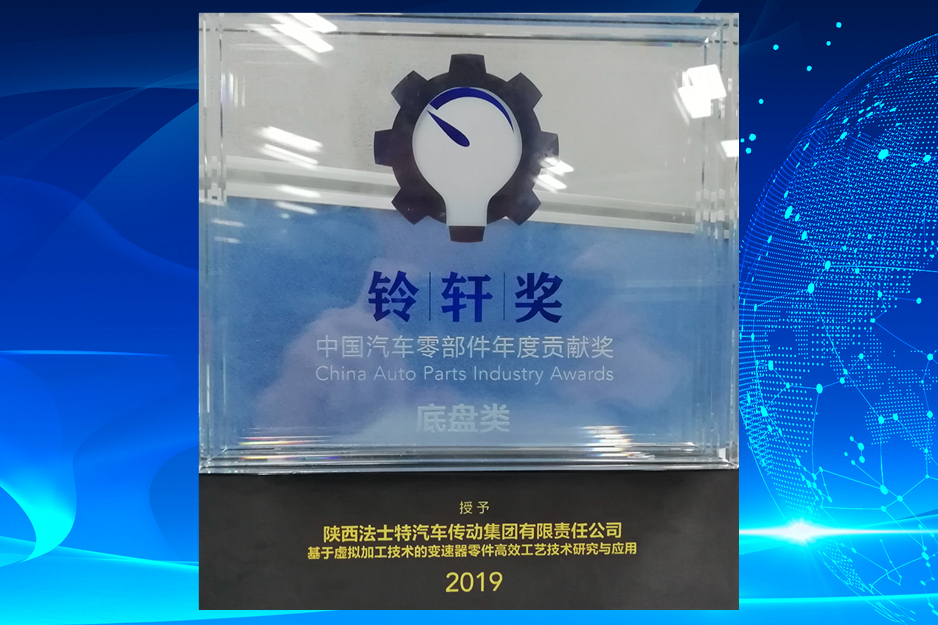 铃|轩|奖
中国汽车零部件年度贡献奖
China Auto Parts Industry Awards
底盘类
授予
陕西法士特汽车传动集团有限责任公司
基于虚拟加工技术的变速器零件高效工艺技术研究与应用
2019